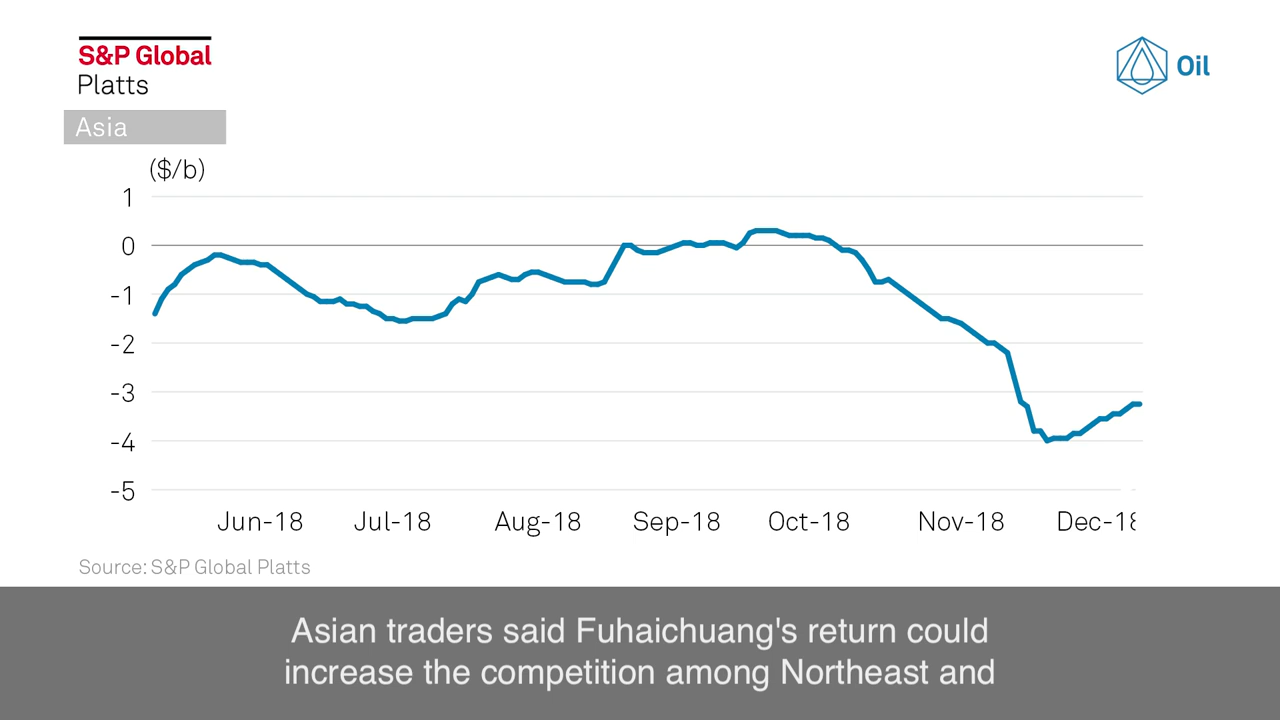 S&P Global
Platts
Oil
Asia
($/b)
1
0
-1
-2
-3
-4
-5
Jun-18 Jul-18 Aug-18 Sep-18 Oct-18 Nov-18 Dec-18
Source: S&P Global Platts
Asian traders said Fuhaichuang's return could
increase the competition among Northeast and